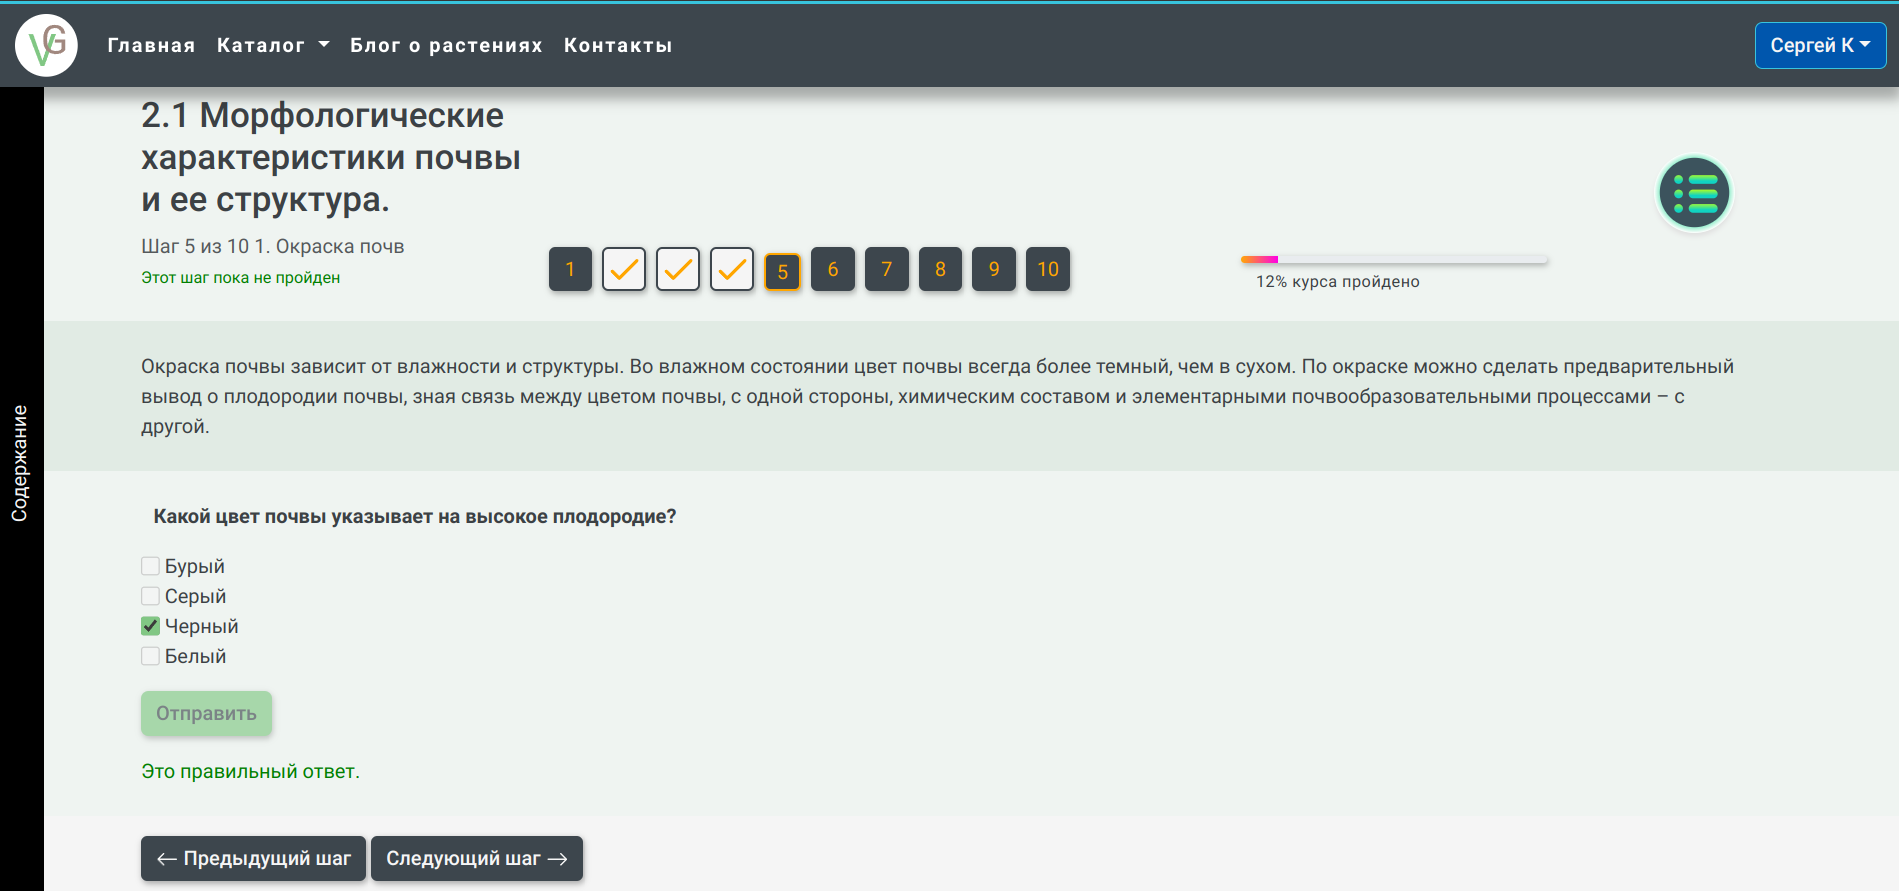 VG
Главная Каталог Блог о растениях Контакты
Сергей К
2.1 Морфологические
характеристики почвы
и ее структура.
Шаг 5 из 10 1. Окраска почв
Этот шаг пока не пройден
1 5 6 7 8 9 10
12% курса пройдено
Содержание
Окраска почвы зависит от влажности и структуры. Во влажном состоянии цвет почвы всегда более темный, чем в сухом. По окраске можно сделать предварительный
вывод о плодородии почвы, зная связь между цветом почвы, с одной стороны, химическим составом и элементарными почвообразовательными процессами – с
другой.
Какой цвет почвы указывает на высокое плодородие?
Бурый
Серый
Черный
Белый
Отправить
Это правильный ответ.
← Предыдущий шаг Следующий шаг →